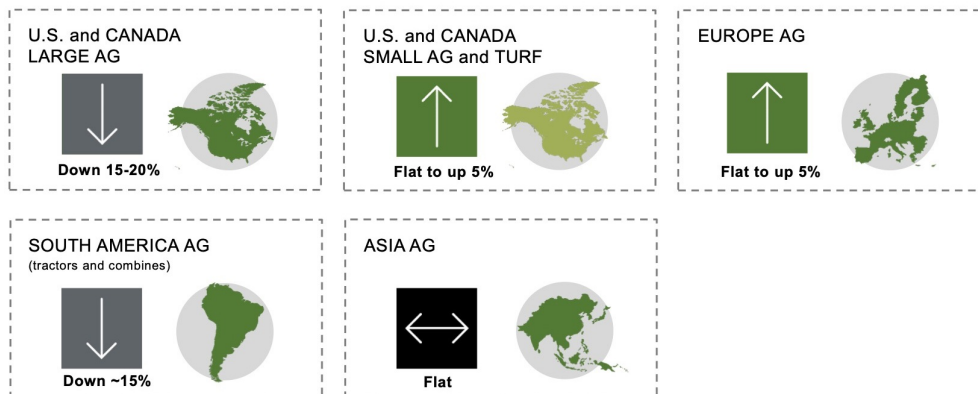 U.S. and CANADA
LARGE AG
Down 15-20%
U.S. and CANADA
SMALL AG and TURF
Flat to up 5%
EUROPE AG
Flat to up 5%
SOUTH AMERICA AG
(tractors and combines)
Down ~15%
ASIA AG
Flat